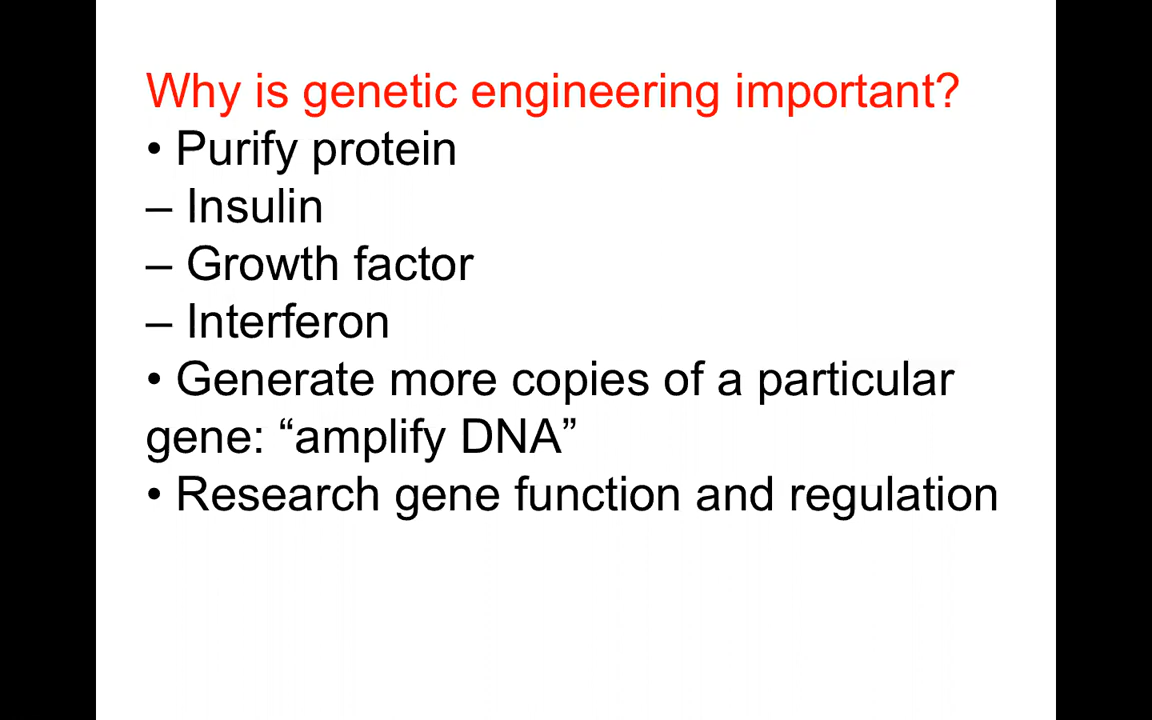 Why is genetic engineering important?
• Purify protein
– Insulin
– Growth factor
– Interferon
• Generate more copies of a particular
gene: “amplify DNA”
• Research gene function and regulation